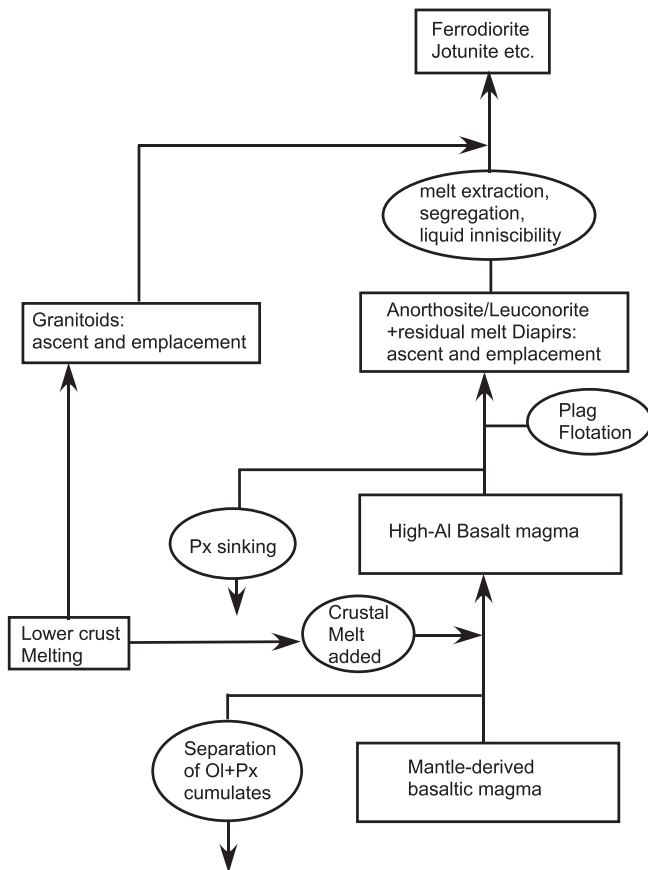 Ferrodiorite
Jotunite etc.
melt extraction,
segregation,
liquid inniscibility
Granitoids:
ascent and emplacement
Anorthosite/Leuconorite
+residual melt Diapirs:
ascent and emplacement
Plag
Flotation
High-Al Basalt magma
Px sinking
Crustal
Melt
added
Lower crust
Melting
Separation
of Ol+Px
cumulates
Mantle-derived
basaltic magma